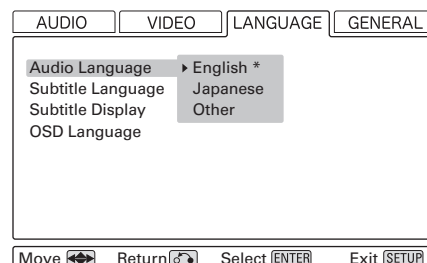 AUDIO VIDEO LANGUAGE GENERAL
Audio Language English *
Subtitle Language Japanese
Subtitle Display Other
OSD Language
Move Return Select ENTER Exit SETUP